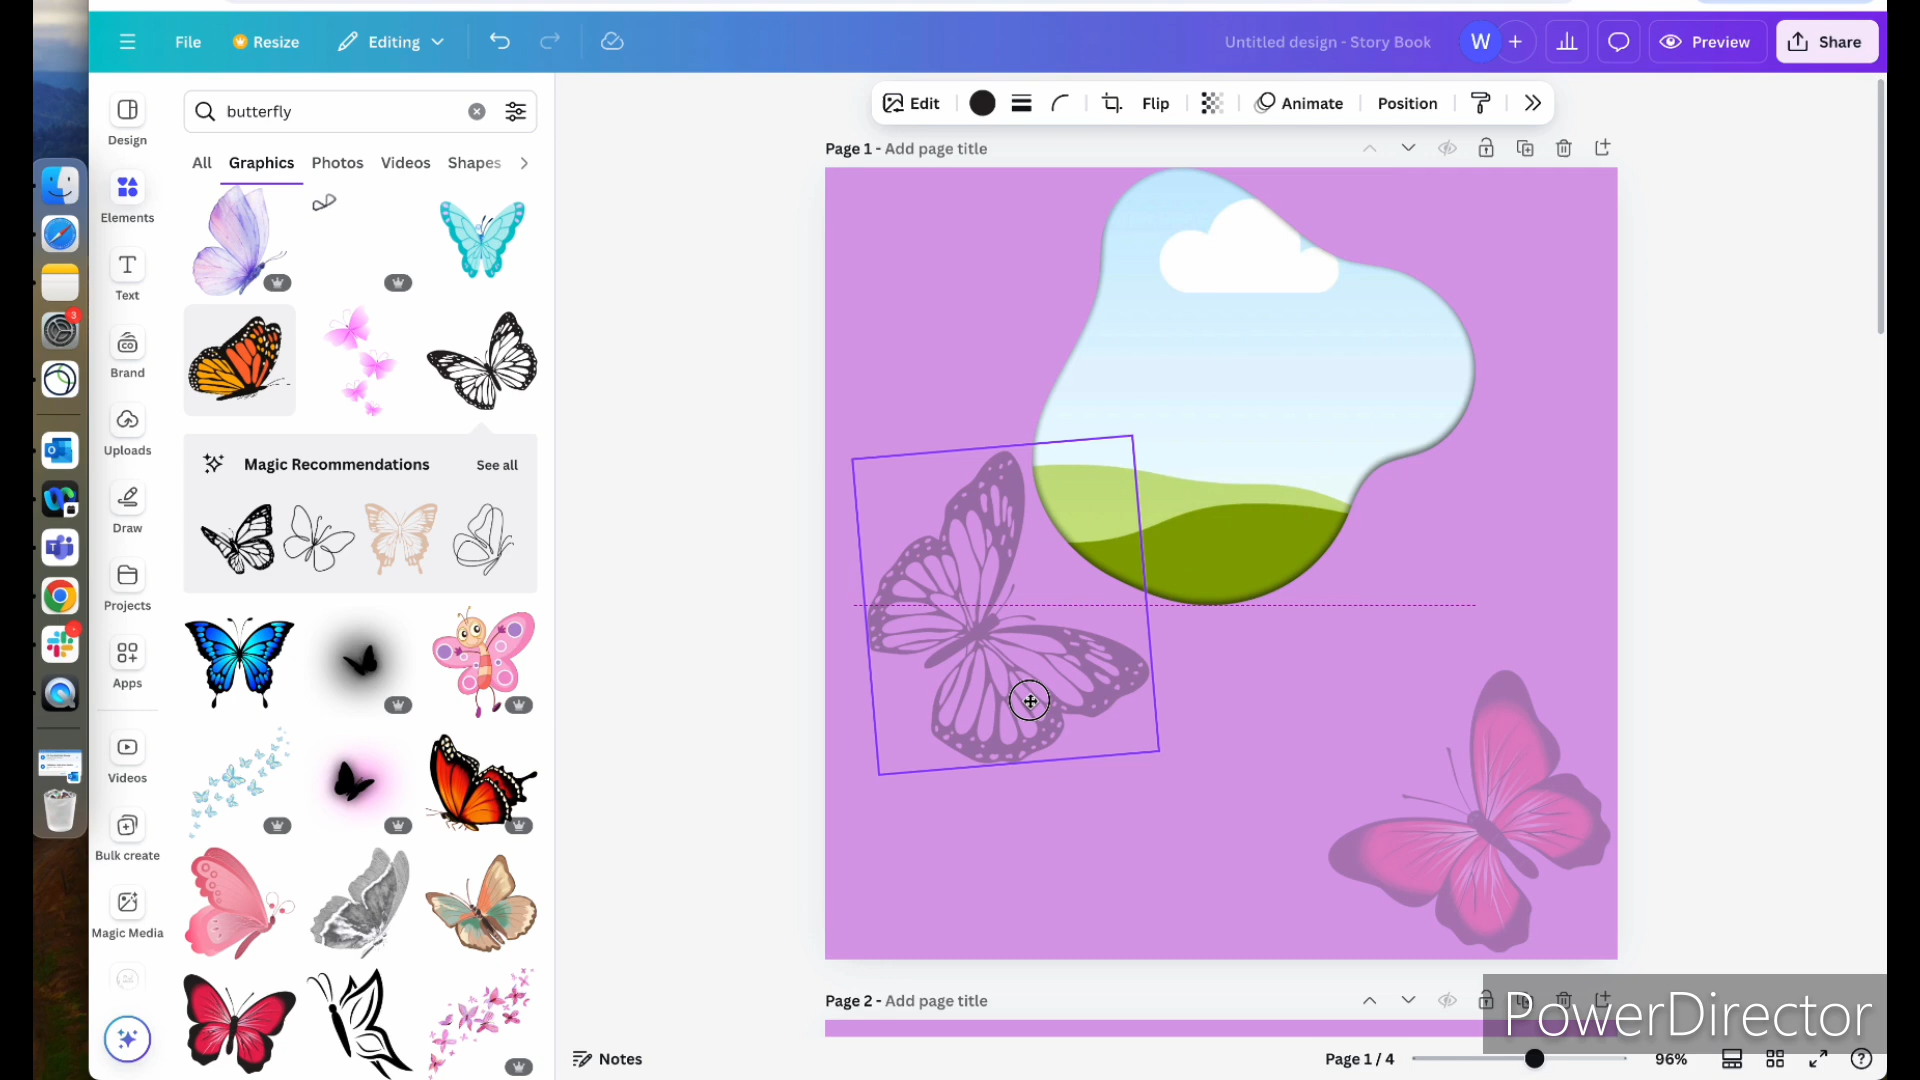 File
Resize
Editing
Untitled design - Story Book
W
Preview
Share
butterfly
All
Graphics
Photos
Videos
Shapes
Edit
Flip
Animate
Position
Page 1 - Add page title
Design
Elements
Text
Brand
Uploads
Draw
Projects
Apps
Videos
Bulk create
Magic Media
Magic Recommendations
See all
3
Page 2 - Add page title
PowerDirector
Notes
Page 1 / 4
96%